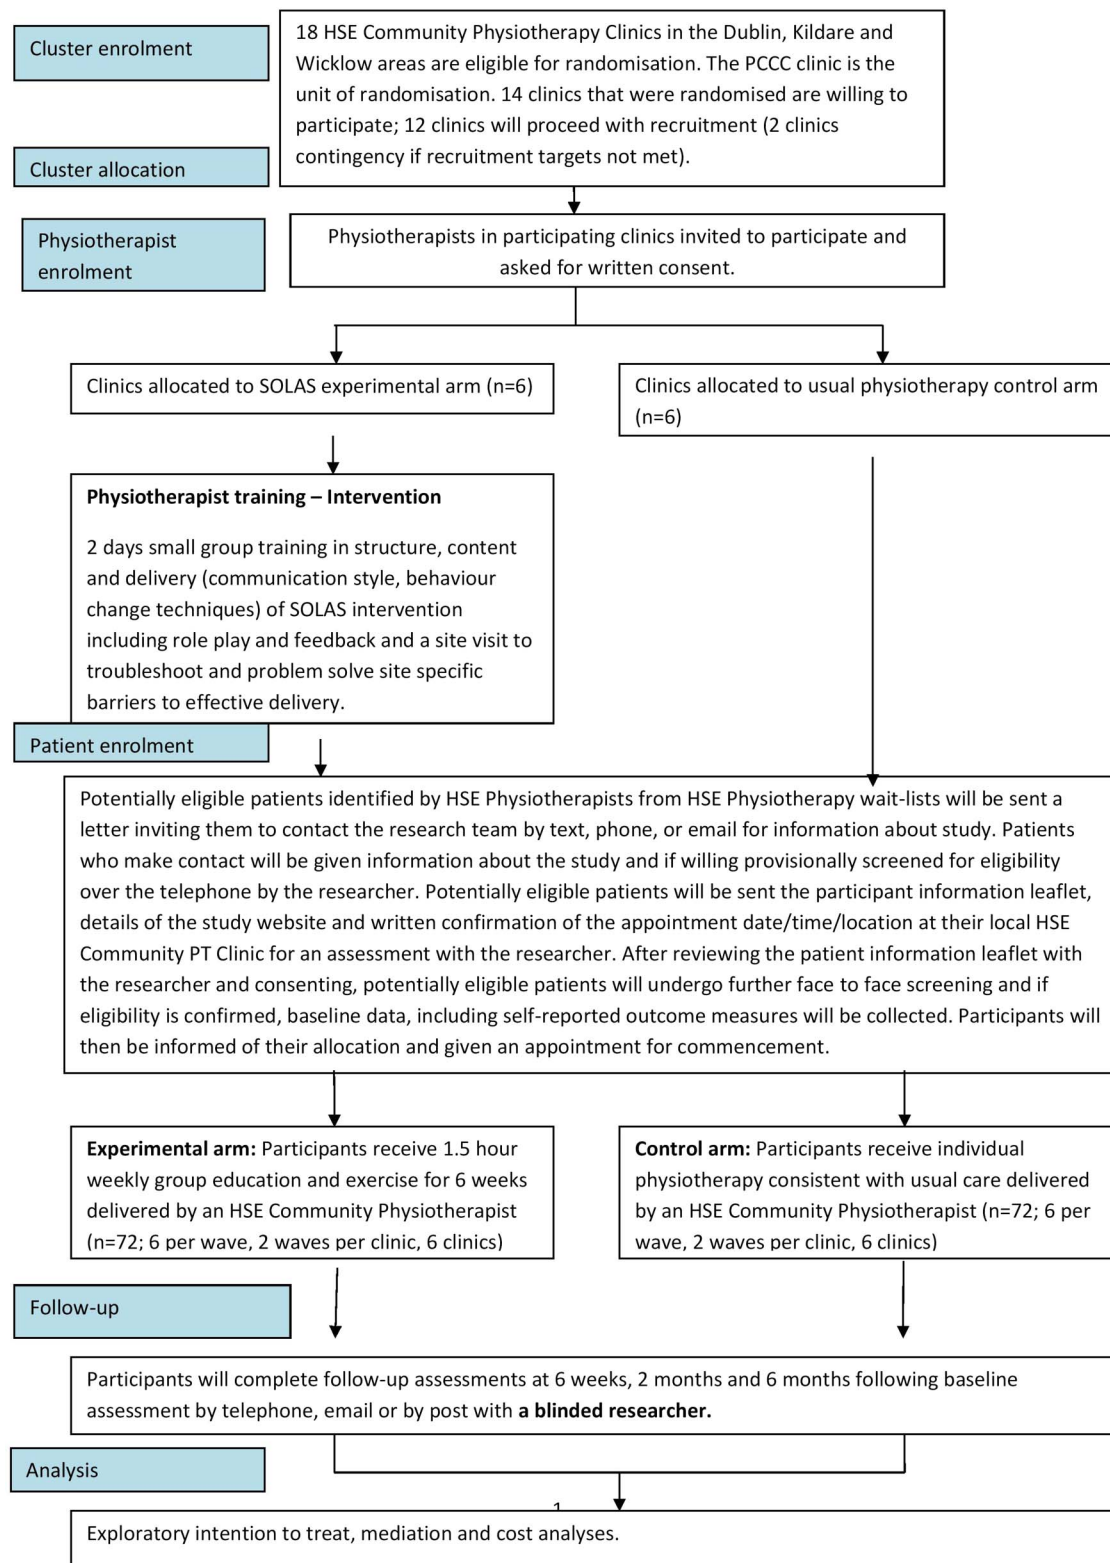 Cluster enrolment
18 HSE Community Physiotherapy Clinics in the Dublin, Kildare and
Wicklow areas are eligible for randomisation. The PCCC clinic is the
unit of randomisation. 14 clinics that were randomised are willing to
participate; 12 clinics will proceed with recruitment (2 clinics
contingency if recruitment targets not met).
Cluster allocation
Physiotherapist
enrolment
Physiotherapists in participating clinics invited to participate and
asked for written consent.
Clinics allocated to SOLAS experimental arm (n=6)
Clinics allocated to usual physiotherapy control arm
(n=6)
Physiotherapist training – Intervention
2 days small group training in structure, content
and delivery (communication style, behaviour
change techniques) of SOLAS intervention
including role play and feedback and a site visit to
troubleshoot and problem solve site specific
barriers to effective delivery.
Patient enrolment
Potentially eligible patients identified by HSE Physiotherapists from HSE Physiotherapy wait-lists will be sent a
letter inviting them to contact the research team by text, phone, or email for information about study. Patients
who make contact will be given information about the study and if willing provisionally screened for eligibility
over the telephone by the researcher. Potentially eligible patients will be sent the participant information leaflet,
details of the study website and written confirmation of the appointment date/time/location at their local HSE
Community PT Clinic for an assessment with the researcher. After reviewing the patient information leaflet with
the researcher and consenting, potentially eligible patients will undergo further face to face screening and if
eligibility is confirmed, baseline data, including self-reported outcome measures will be collected. Participants will
then be informed of their allocation and given an appointment for commencement.
Experimental arm: Participants receive 1.5 hour
weekly group education and exercise for 6 weeks
delivered by an HSE Community Physiotherapist
(n=72; 6 per wave, 2 waves per clinic, 6 clinics)
Control arm: Participants receive individual
physiotherapy consistent with usual care delivered
by an HSE Community Physiotherapist (n=72; 6 per
wave, 2 waves per clinic, 6 clinics)
Follow-up
Participants will complete follow-up assessments at 6 weeks, 2 months and 6 months following baseline
assessment by telephone, email or by post with a blinded researcher.
Analysis
1
Exploratory intention to treat, mediation and cost analyses.